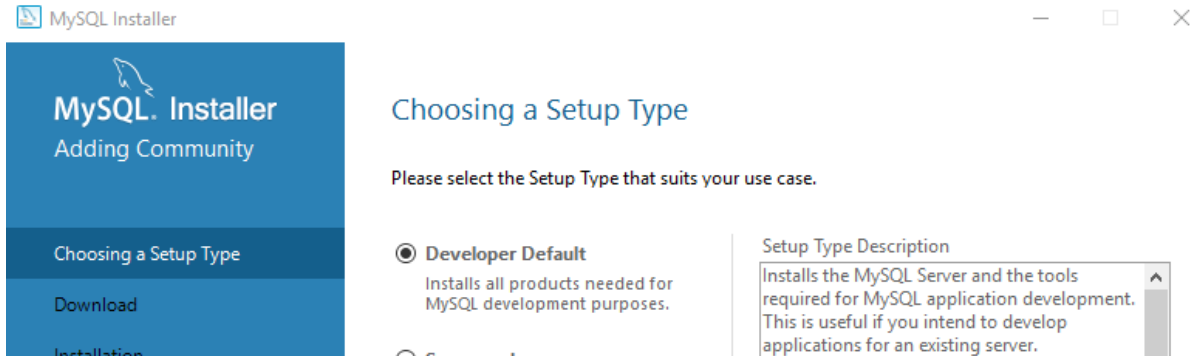 MySQL Installer
MySQL. Installer
Adding Community
Choosing a Setup Type
Download
Installation
Choosing a Setup Type
Please select the Setup Type that suits your use case.
Developer Default
Installs all products needed for
MySQL development purposes.
Setup Type Description
Installs the MySQL Server and the tools
required for MySQL application development.
This is useful if you intend to develop
applications for an existing server.